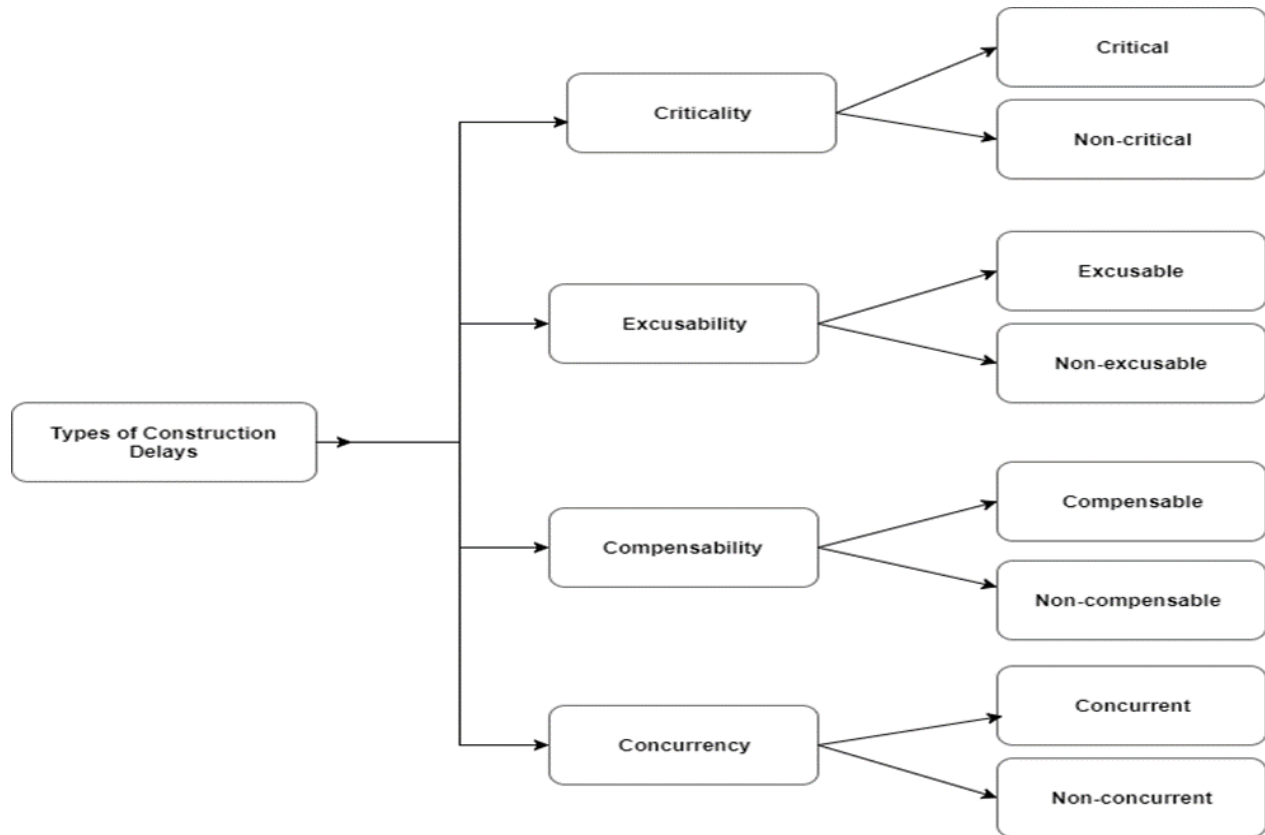 Types of Construction
Delays
Criticality
Critical
Non-critical
Excusability
Excusable
Non-excusable
Compensability
Compensable
Non-compensable
Concurrency
Concurrent
Non-concurrent